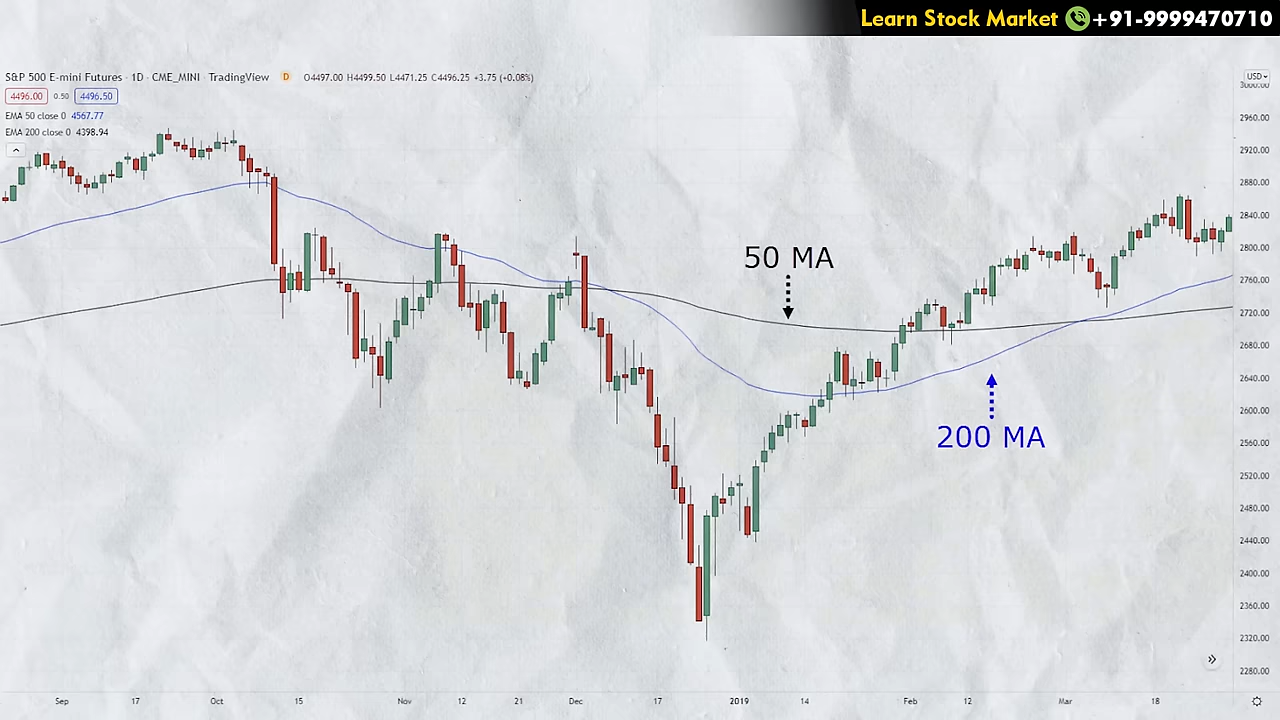 Learn Stock Market +91-9999470710
S&P 500 E-mini Futures · 1D · CME_MINI · TradingView D O4497.00 H4499.50 L4471.25 C4496.25 +3.75 (+0.08%)
USD
4496.00 0.50 4496.50
3000.00
EMA 50 close 0 4567.77
2960.00
EMA 200 close 0 4398.94
2920.00
2880.00
2840.00
2800.00
50 MA
2760.00
2720.00
2680.00
2640.00
200 MA
2600.00
2560.00
2520.00
2480.00
2440.00
2400.00
2360.00
2320.00
2280.00
Sep 17 Oct 15 Nov 12 21 Dec 17 2019 14 Feb 12 Mar 18